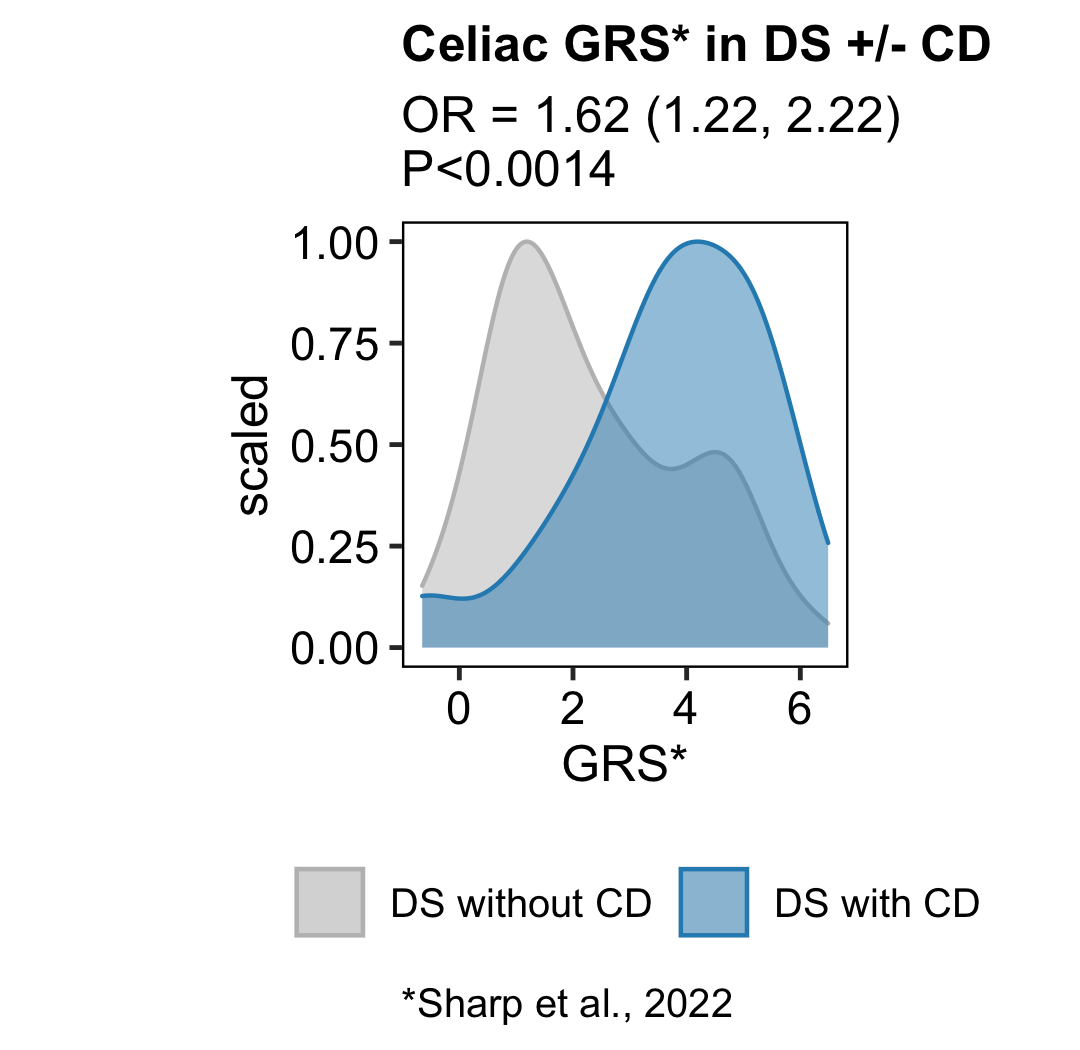 Celiac GRS* in DS +/- CD
OR = 1.62 (1.22, 2.22)
P<0.0014
1.00
0.75
0.50
0.25
0.00
scaled
0 2 4 6
GRS*
DS without CD DS with CD
*Sharp et al., 2022